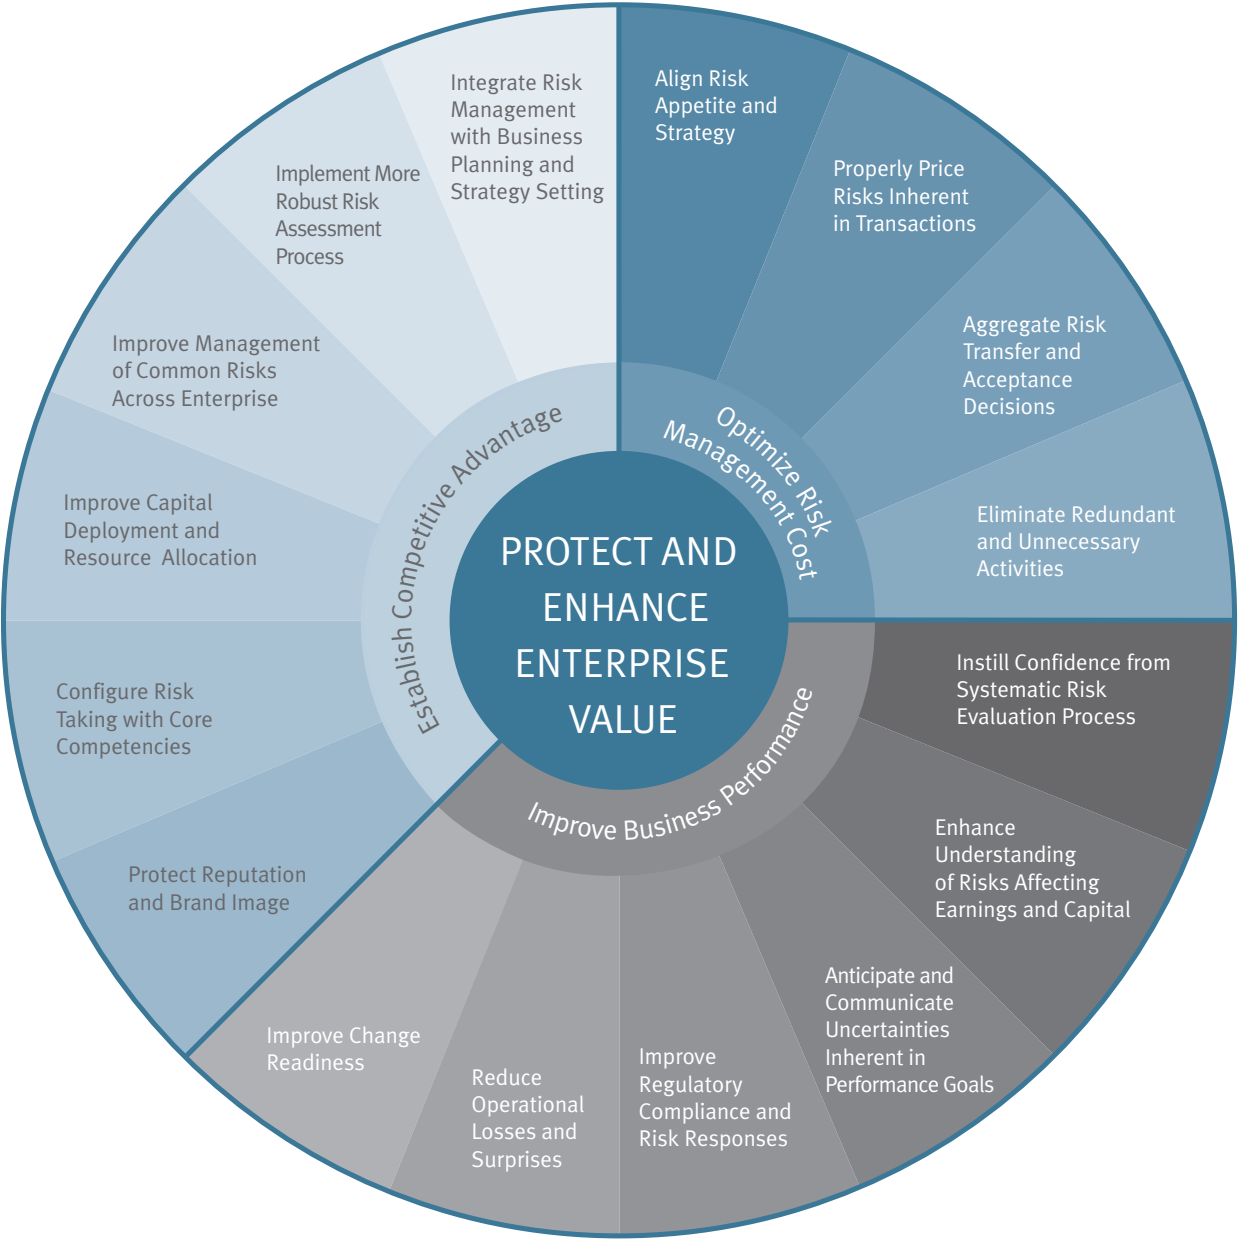 Integrate Risk
Management
with Business
Planning and
Strategy Setting
Align Risk
Appetite and
Strategy
Properly Price
Risks Inherent
in Transactions
Aggregate Risk
Transfer and
Acceptance
Decisions
Eliminate Redundant
and Unnecessary
Activities
Instill Confidence from
Systematic Risk
Evaluation Process
Enhance
Understanding
of Risks Affecting
Earnings and Capital
Anticipate and
Communicate
Uncertainties
Inherent in
Performance Goals
Improve
Regulatory
Compliance and
Risk Responses
Reduce
Operational
Losses and
Surprises
Improve Change
Readiness
Protect Reputation
and Brand Image
Configure Risk
Taking with Core
Competencies
Improve Capital
Deployment and
Resource Allocation
Improve Management
of Common Risks
Across Enterprise
Implement More
Robust Risk
Assessment
Process
Establish Competitive Advantage
Optimize Risk
Management Cost
Improve Business Performance
PROTECT AND
ENHANCE
ENTERPRISE
VALUE